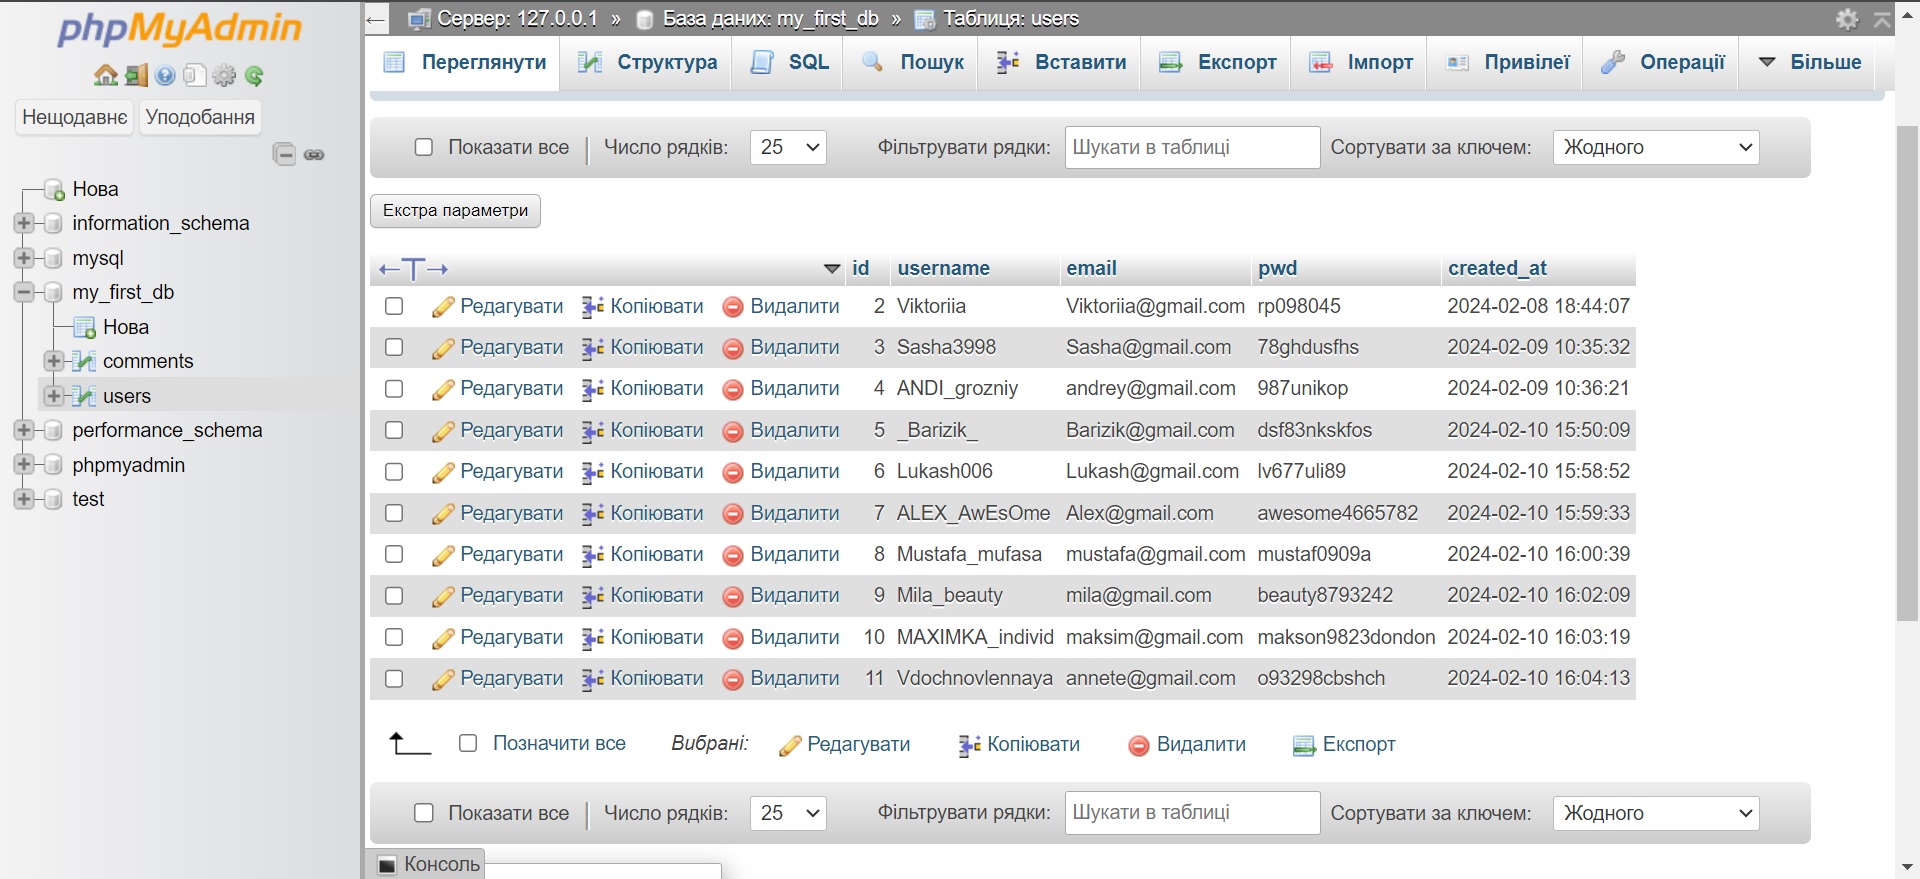 phpMyAdmin
Нещодавнє Уподобання
Нова
information_schema
mysql
my_first_db
Нова
comments
users
performance_schema
phpmyadmin
test
Сервер: 127.0.0.1 » База даних: my_first_db » Таблиця: users
Переглянути Структура SQL Пошук Вставити Експорт Імпорт Привілеї Операції Більше
Показати все Число рядків: 25 Фільтрувати рядки: Шукати в таблиці Сортувати за ключем: Жодного
Екстра параметри
id username email pwd created_at
Редагувати Копіювати Видалити 2 Viktoriia Viktoriia@gmail.com rp098045 2024-02-08 18:44:07
Редагувати Копіювати Видалити 3 Sasha3998 Sasha@gmail.com 78ghdusfhs 2024-02-09 10:35:32
Редагувати Копіювати Видалити 4 ANDI_grozniy andrey@gmail.com 987unikop 2024-02-09 10:36:21
Редагувати Копіювати Видалити 5 _Barizik_ Barizik@gmail.com dsf83nkskfos 2024-02-10 15:50:09
Редагувати Копіювати Видалити 6 Lukash006 Lukash@gmail.com lv677uli89 2024-02-10 15:58:52
Редагувати Копіювати Видалити 7 ALEX_AwEsOme Alex@gmail.com awesome4665782 2024-02-10 15:59:33
Редагувати Копіювати Видалити 8 Mustafa_mufasa mustafa@gmail.com mustaf0909a 2024-02-10 16:00:39
Редагувати Копіювати Видалити 9 Mila_beauty mila@gmail.com beauty8793242 2024-02-10 16:02:09
Редагувати Копіювати Видалити 10 MAXIMKA_individ maksim@gmail.com makson9823dondon 2024-02-10 16:03:19
Редагувати Копіювати Видалити 11 Vdochnovlennaya annete@gmail.com o93298cbshch 2024-02-10 16:04:13
Позначити все Вибрані: Редагувати Копіювати Видалити Експорт
Показати все Число рядків: 25 Фільтрувати рядки: Шукати в таблиці Сортувати за ключем: Жодного
Консоль